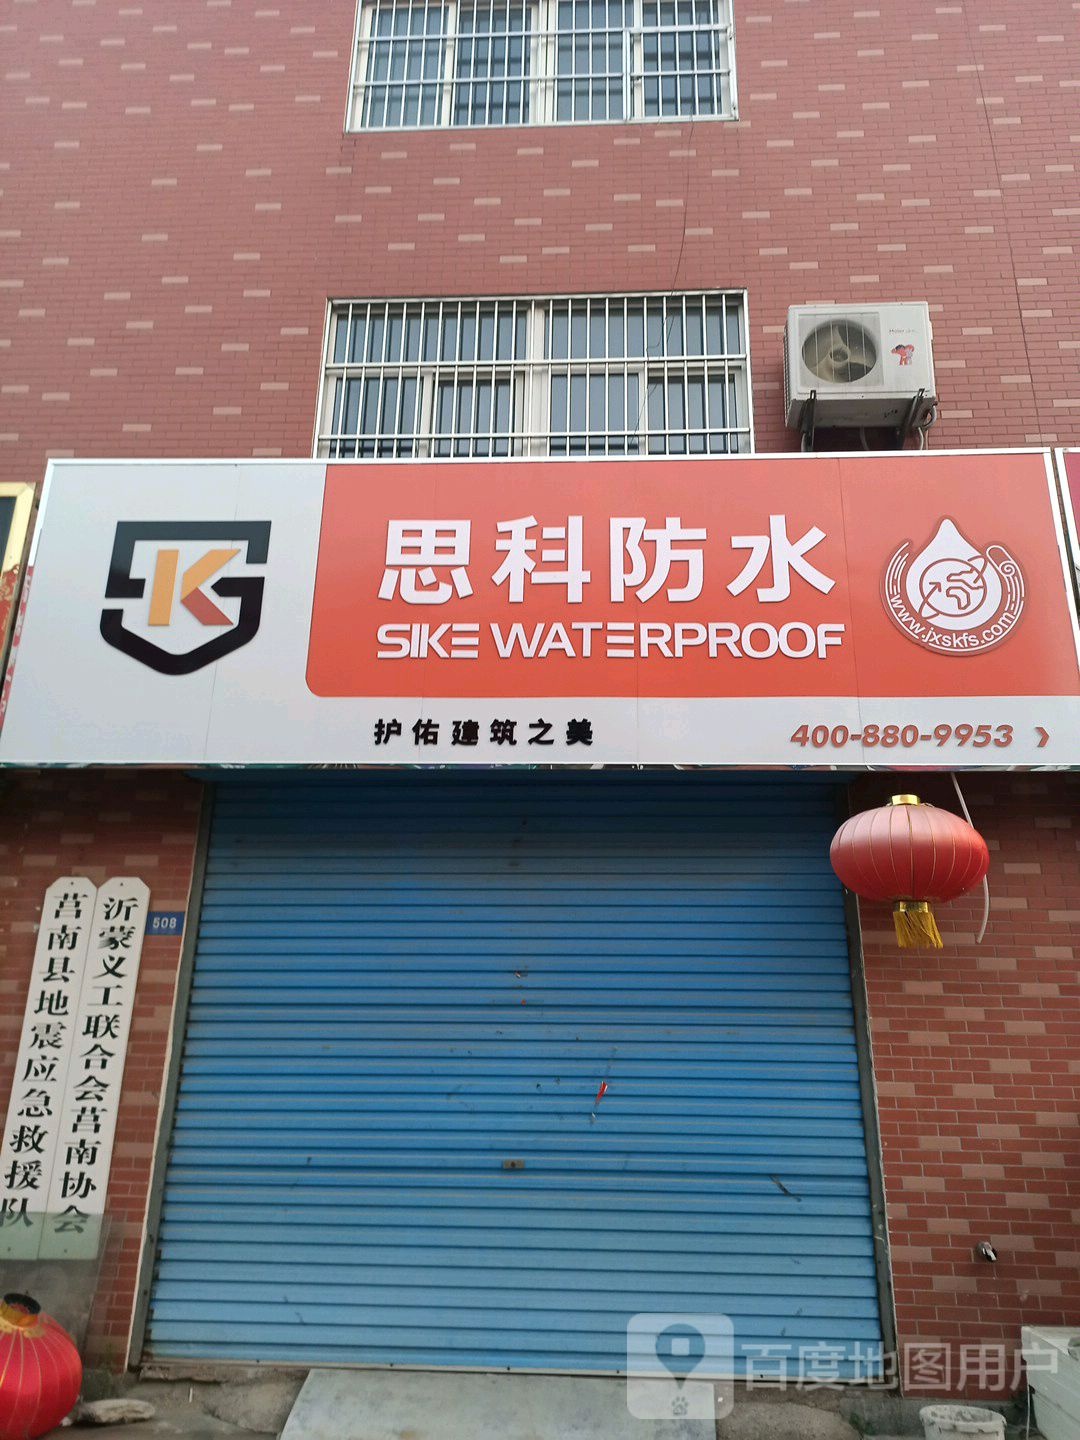 Haier
思科防水
SIKE WATERPROOF
www.jxskfs.com
护佑建筑之美
400-880-9953
508
沂蒙义工联合会莒南协会
莒南县地震应急救援队
百度地图用户